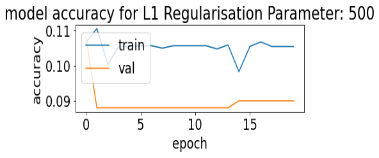 model accuracy for L1 Regularisation Parameter: 500
0.11
0.10
0.09
accuracy
train
val
0 5 10 15
epoch